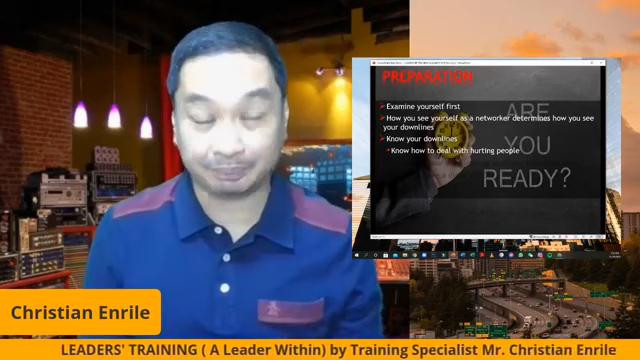 PREPARATION
Examine yourself first
How you see yourself as a networker determines how you see
your downlines
Know your downlines
Know how to deal with hurting people
ARE
YOU
READY?
Christian Enrile
LEADERS' TRAINING ( A Leader Within) by Training Specialist Mr. Christian Enrile